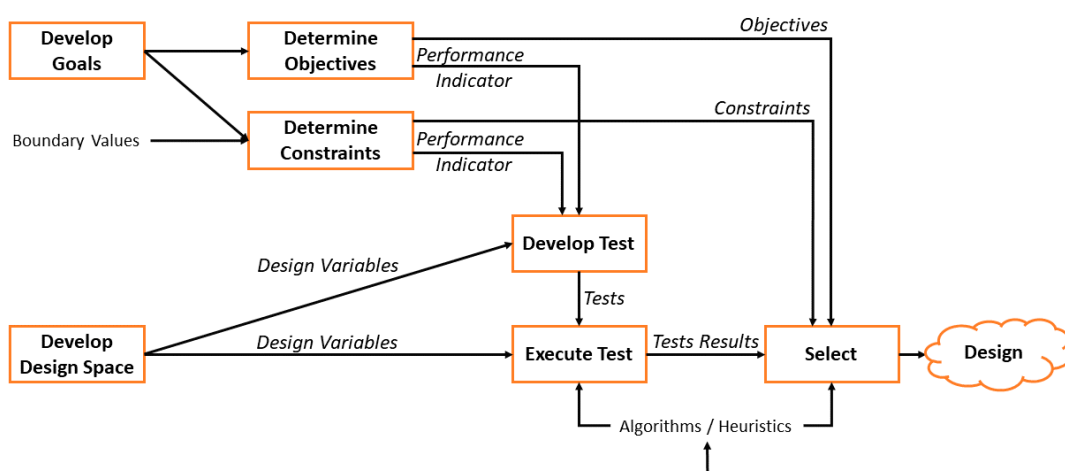 Develop
Goals
Determine
Objectives
Objectives
Performance
Indicator
Boundary Values
Determine
Constraints
Constraints
Performance
Indicator
Develop Test
Design Variables
Tests
Develop
Design Space
Design Variables
Execute Test
Tests Results
Select
Design
Algorithms / Heuristics